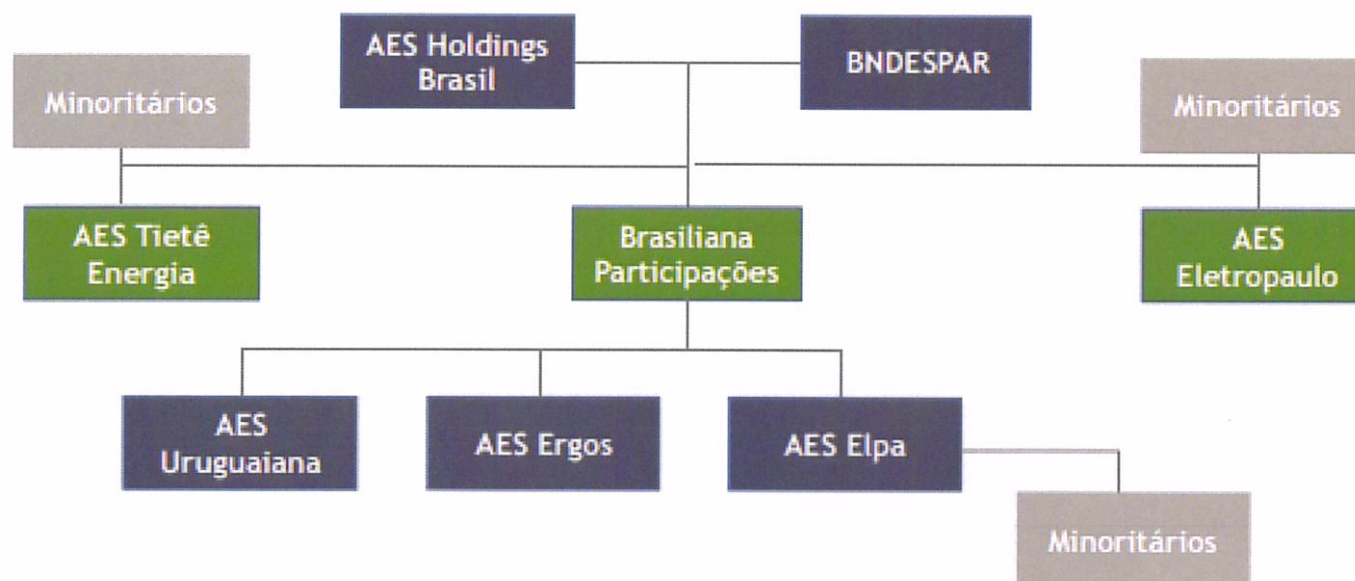 AES Holdings
Brasil
BNDESPAR
Minoritários
Minoritários
AES Tietê
Energia
Brasiliana
Participações
AES
Eletropaulo
AES
Uruguaiana
AES Ergos
AES Elpa
Minoritários